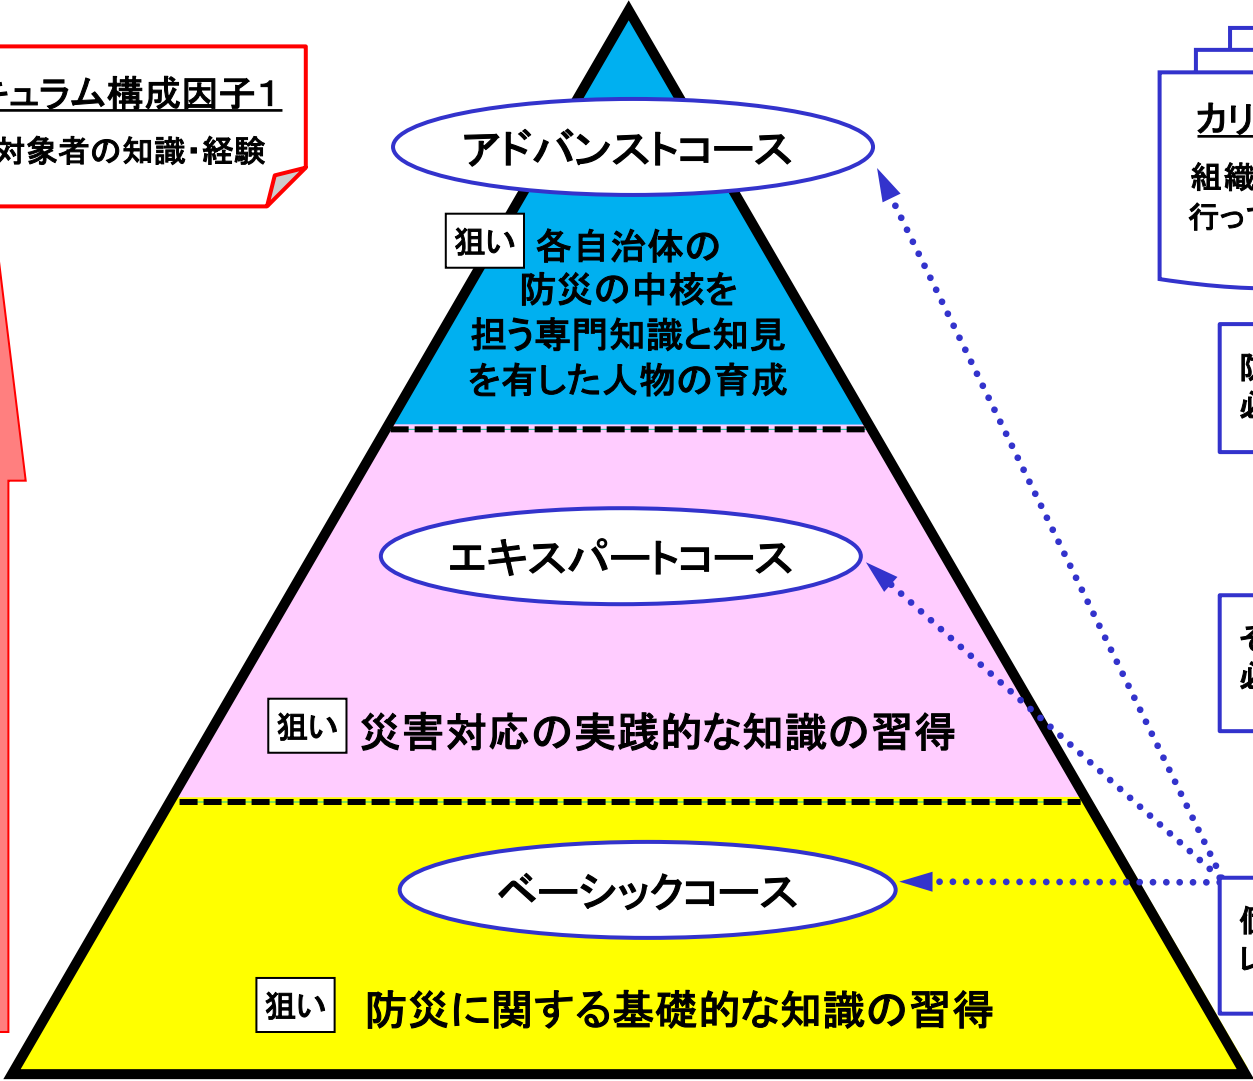 キュラム構成因子1
対象者の知識・経験
アドバンストコース
狙い
各自治体の
防災の中核を
担う専門知識と知見
を有した人物の育成
エキスパートコース
狙い
災害対応の実践的な知識の習得
ベーシックコース
狙い
防災に関する基礎的な知識の習得
カリ
組織
行っ